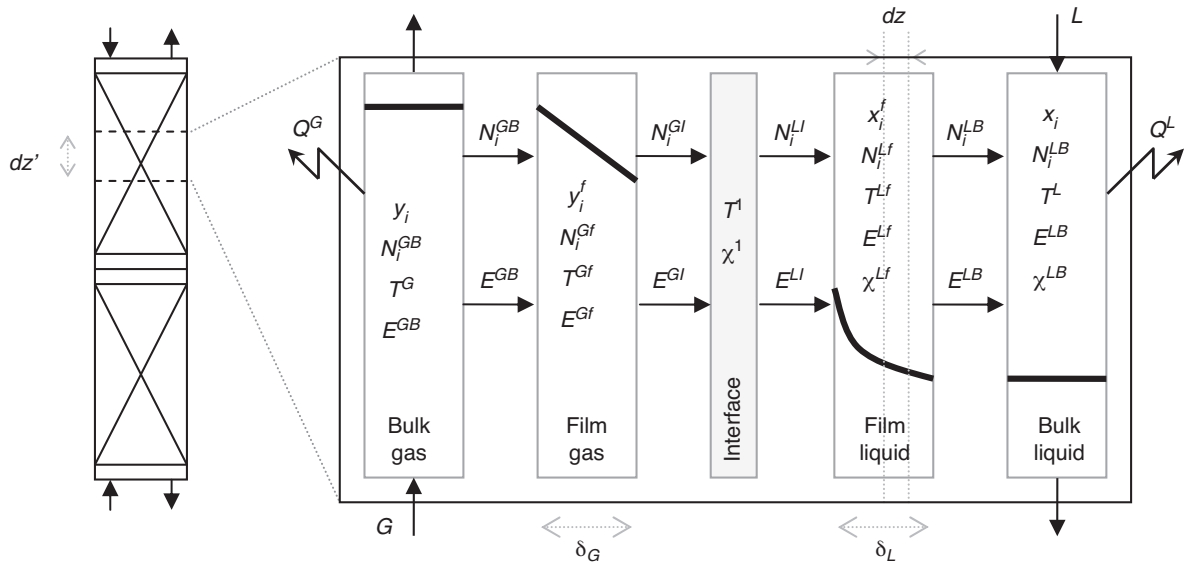 dz
L
Q^G
N_i^{GB}
N_i^{GI}
N_i^{LI}
x_i^f
N_i^{Lf}
T^{Lf}
E^{Lf}
χ^{Lf}
N_i^{LB}
x_i
N_i^{LB}
T^L
E^{LB}
χ^{LB}
Q^L
dz'
y_i
N_i^{GB}
T^G
E^{GB}
E^{GB}
y_i^f
N_i^{Gf}
T^{Gf}
E^{Gf}
E^{GI}
T^1
χ^1
E^{LI}
E^{LB}
Bulk
gas
Film
gas
Interface
Film
liquid
Bulk
liquid
G
δ_G
δ_L